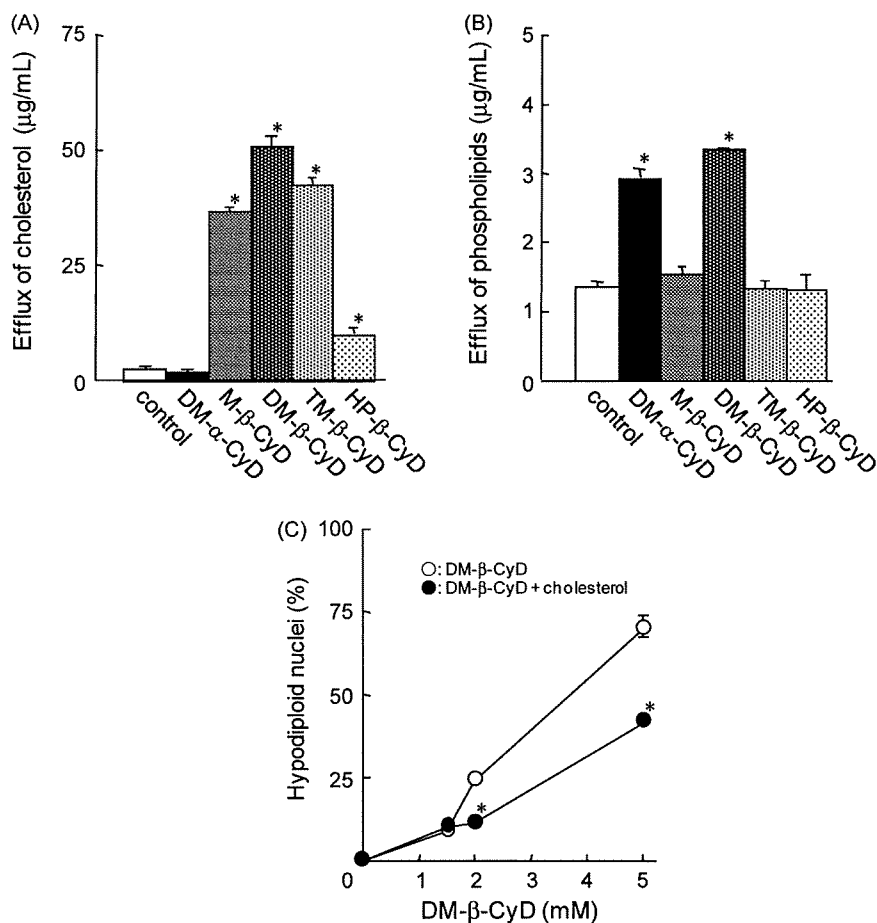 (A)
75
50
25
0
Efflux of cholesterol (μg/mL)
*
*
*
*
control
DM-α-CyD
M-β-CyD
DM-β-CyD
TM-β-CyD
HP-β-CyD
(B)
5
4
3
2
1
0
Efflux of phospholipids (μg/mL)
*
*
control
DM-α-CyD
M-β-CyD
DM-β-CyD
TM-β-CyD
HP-β-CyD
(C)
100
75
50
25
0
Hypodiploid nuclei (%)
○: DM-β-CyD
●: DM-β-CyD + cholesterol
*
*
1 2 3 4 5
DM-β-CyD (mM)